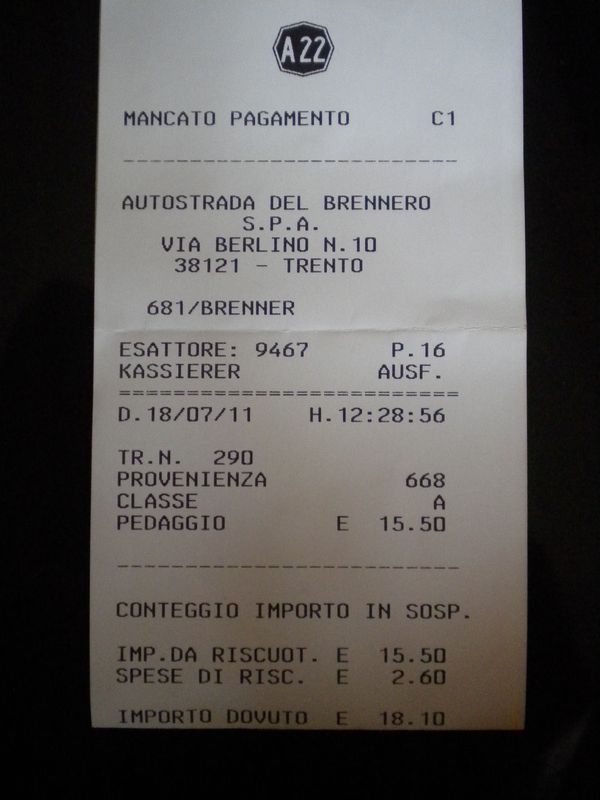 A22
MANCATO PAGAMENTO C1
AUTOSTRADA DEL BRENNERO
S.P.A.
VIA BERLINO N.10
38121 - TRENTO
681/BRENNER
ESATTORE: 9467 P.16
KASSIERER AUSF.
==========================
D.18/07/11 H.12:28:56
TR.N. 290
PROVENIENZA 668
CLASSE A
PEDAGGIO E 15.50
CONTEGGIO IMPORTO IN SOSP.
IMP.DA RISCUOT. E 15.50
SPESE DI RISC. E 2.60
IMPORTO DOVUTO E 18.10